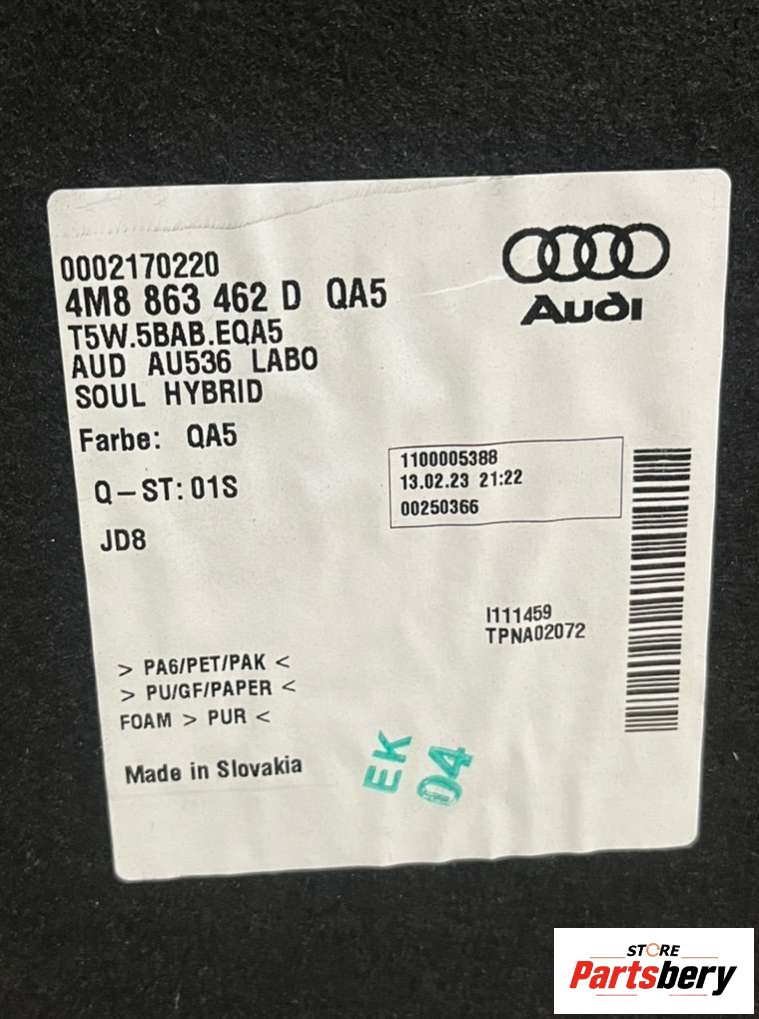 0002170220
4M8 863 462 D QA5
T5W.5BAB.EQA5
AUD AU536 LABO
SOUL HYBRID
Farbe: QA5
Q-ST:01S
JD8
Audi
1100005388
13.02.23 21:22
00250366
I111459
TPNA02072
> PA6/PET/PAK <
> PU/GF/PAPER <
FOAM > PUR <
Made in Slovakia
EK
04
STORE
Partsbery